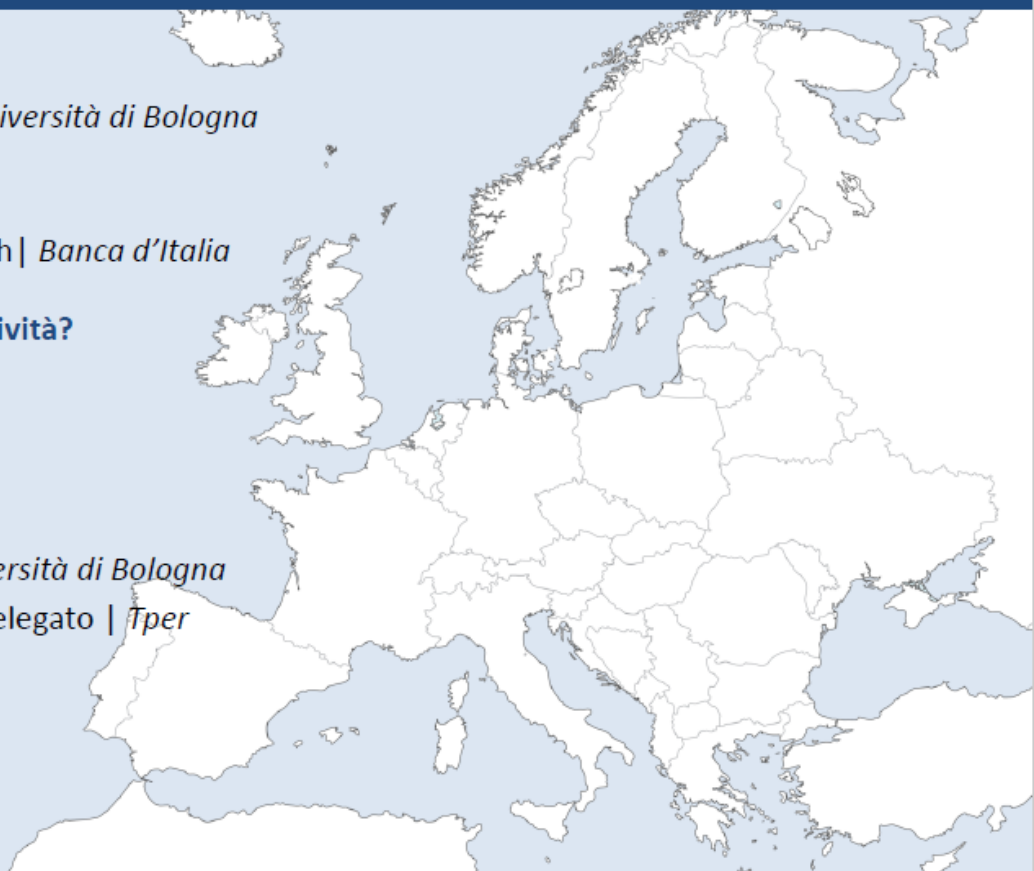 iversità di Bologna
h| Banca d’Italia
ività?
ersità di Bologna
elegato | Tper